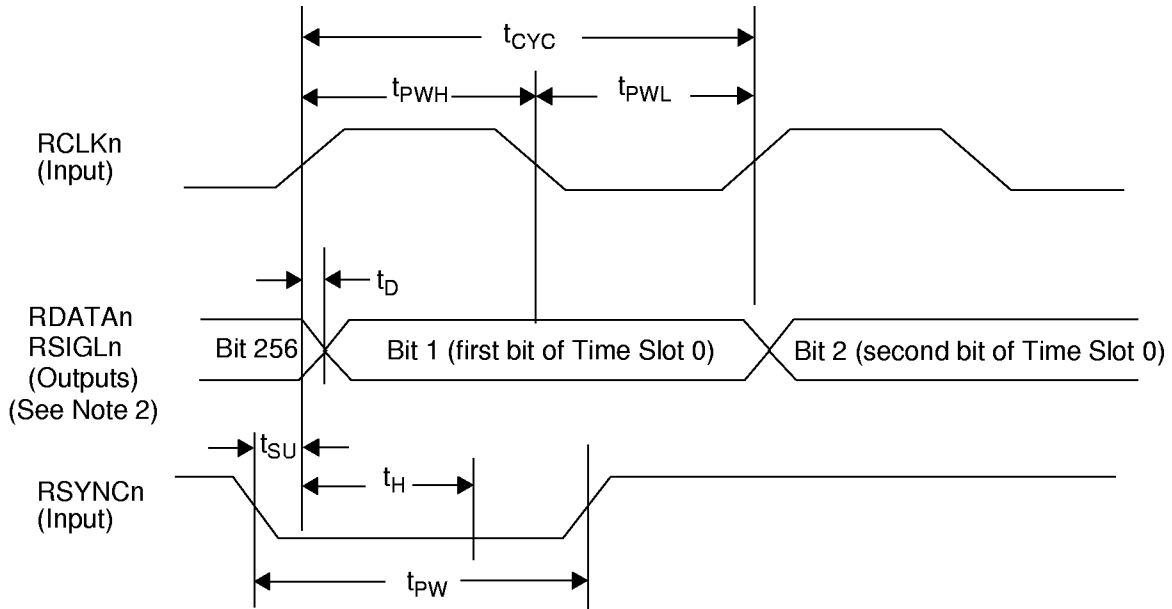 tCYC
tPWH
tPWL
RCLKn
(Input)
tD
RDATAn
RSIGLn
(Outputs)
(See Note 2)
Bit 256
Bit 1 (first bit of Time Slot 0)
Bit 2 (second bit of Time Slot 0)
tSU
tH
RSYNCn
(Input)
tPW